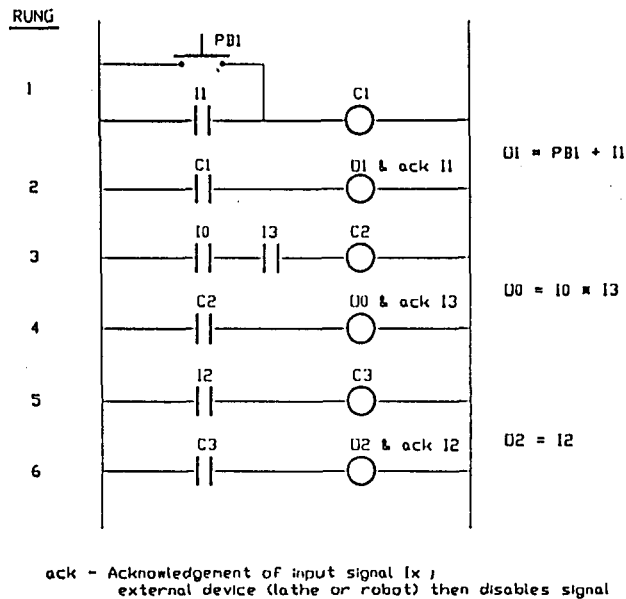 RUNG
PB1
1
I1 C1
O1 = PB1 + I1
C1 O1 & ack I1
2
I0 I3 C2
3
O0 = I0 * I3
C2 O0 & ack I3
4
I2 C3
5
O2 = I2
C3 O2 & ack I2
6
ack - Acknowledgement of input signal Ix ;
external device (lathe or robot) then disables signal